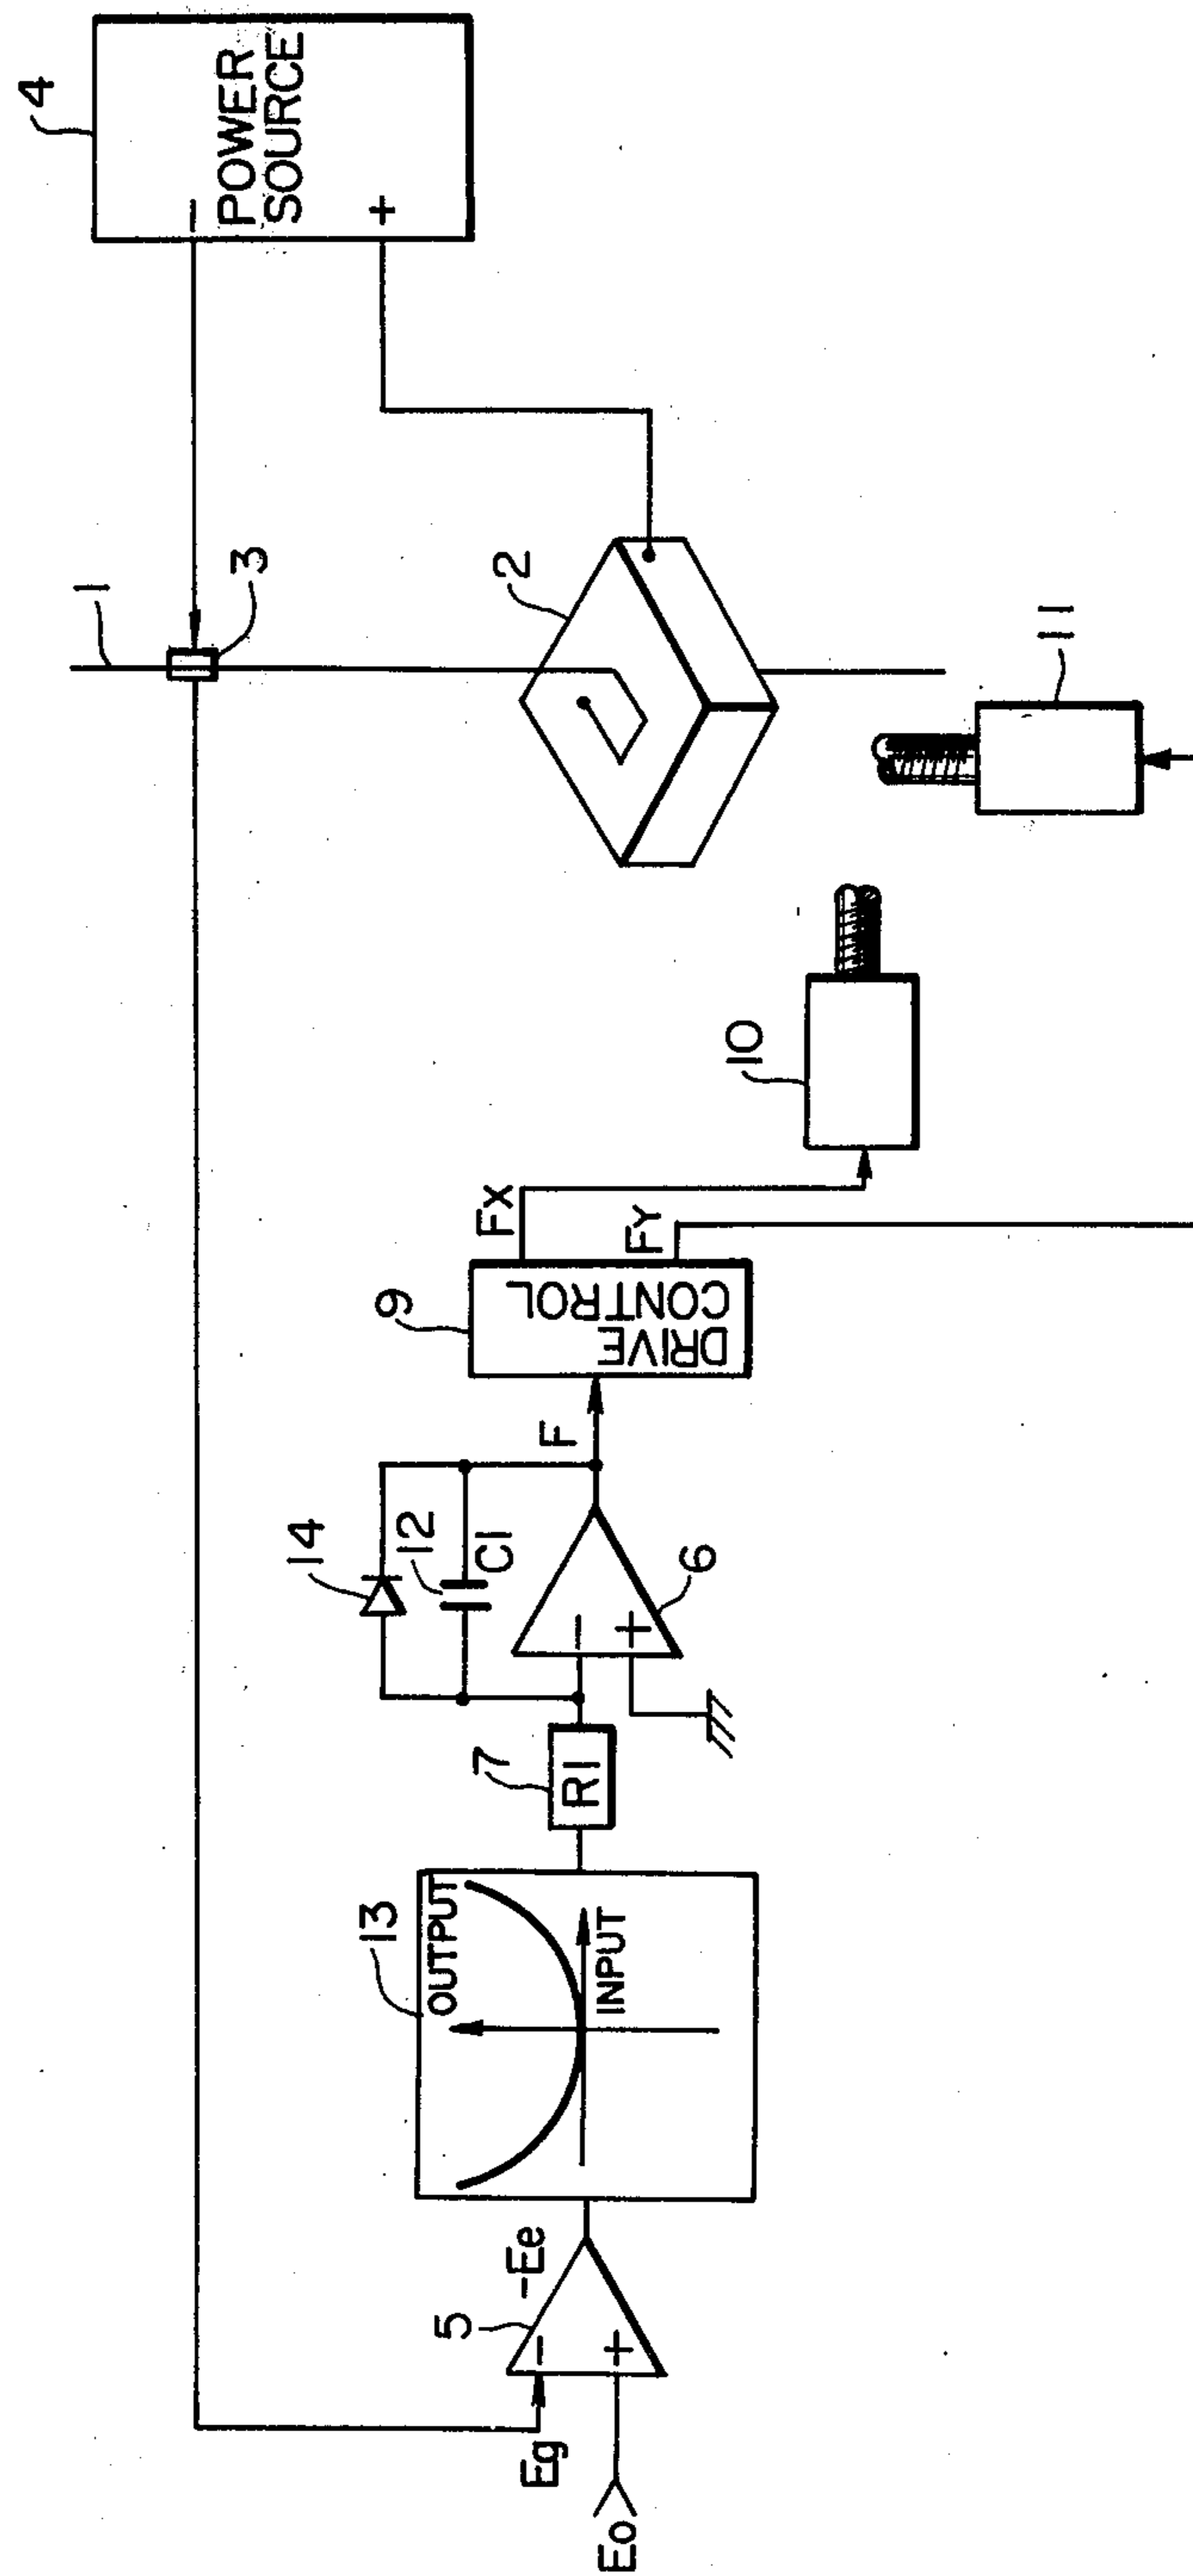 4
-
POWER
SOURCE
+
1
3
2
11
10
FX
FY
9
DRIVE
CONTROL
F
14
12
C1
-
+
6
7
R1
13
OUTPUT
INPUT
-Ee
5
-
+
Eg
Eo